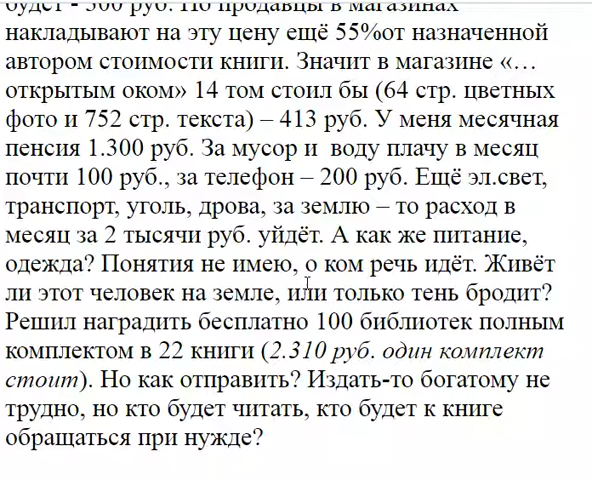 будет - 300 руб. Но продавцы в магазинах
накладывают на эту цену ещё 55%от назначенной
автором стоимости книги. Значит в магазине «…
открытым оком» 14 том стоил бы (64 стр. цветных
фото и 752 стр. текста) – 413 руб. У меня месячная
пенсия 1.300 руб. За мусор и  воду плачу в месяц
почти 100 руб., за телефон – 200 руб. Ещё эл.свет,
транспорт, уголь, дрова, за землю – то расход в
месяц за 2 тысячи руб. уйдёт. А как же питание,
одежда? Понятия не имею, о ком речь идёт. Живёт
ли этот человек на земле, или только тень бродит?
Решил наградить бесплатно 100 библиотек полным
комплектом в 22 книги (2.310 руб. один комплект
стоит). Но как отправить? Издать-то богатому не
трудно, но кто будет читать, кто будет к книге
обращаться при нужде?